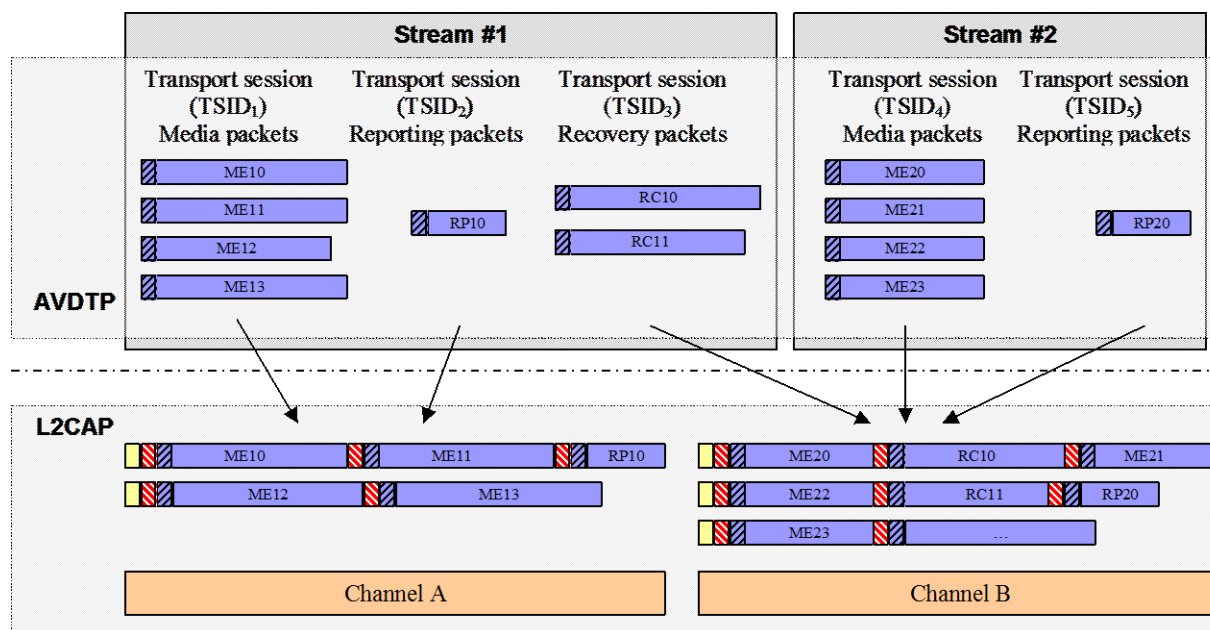 Stream #1
Stream #2
Transport session
(TSID₁)
Media packets
Transport session
(TSID₂)
Reporting packets
Transport session
(TSID₃)
Recovery packets
Transport session
(TSID₄)
Media packets
Transport session
(TSID₅)
Reporting packets
ME10
ME11
ME12
ME13
RP10
RC10
RC11
ME20
ME21
ME22
ME23
RP20
AVDTP
L2CAP
ME10 ME11 RP10
ME12 ME13
ME20 RC10 ME21
ME22 RC11 RP20
ME23 ...
Channel A
Channel B